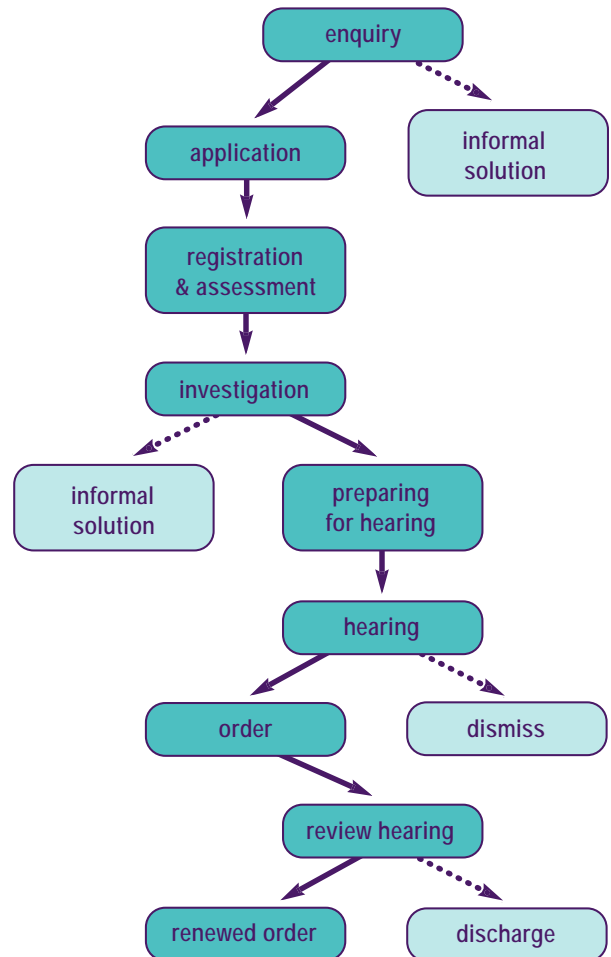 enquiry
informal
solution
application
registration
& assessment
investigation
informal
solution
preparing
for hearing
hearing
order
dismiss
review hearing
renewed order
discharge